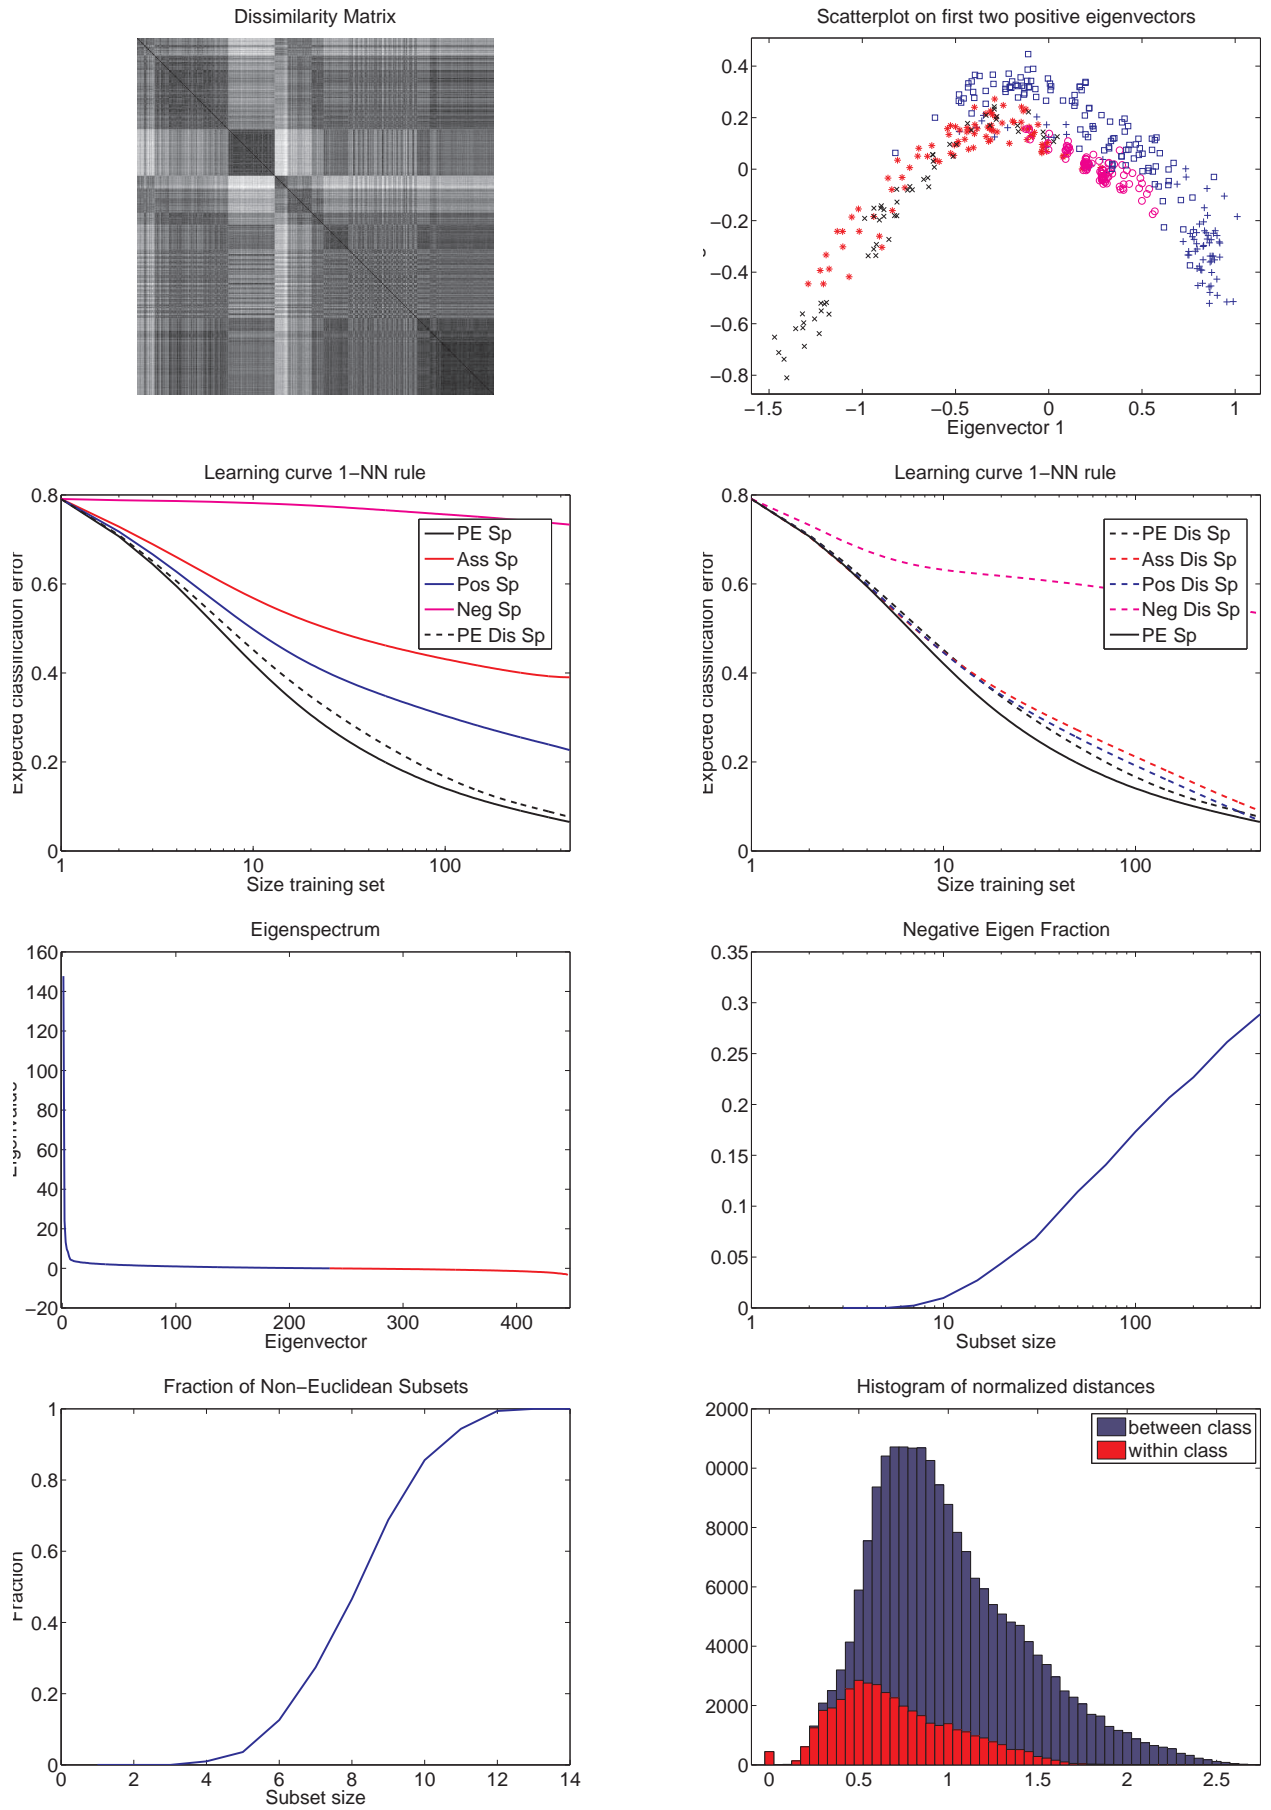 Dissimilarity Matrix
Scatterplot on first two positive eigenvectors
0.4
0.2
0
−0.2
−0.4
−0.6
−0.8
−1.5 −1 −0.5 0 0.5 1
Eigenvector 1
Learning curve 1−NN rule
Expected classification error
0.8
0.6
0.4
0.2
0
1 10 100
Size training set
PE Sp
Ass Sp
Pos Sp
Neg Sp
PE Dis Sp
Learning curve 1−NN rule
Expected classification error
0.8
0.6
0.4
0.2
0
1 10 100
Size training set
PE Dis Sp
Ass Dis Sp
Pos Dis Sp
Neg Dis Sp
PE Sp
Eigenspectrum
Eigenvalue
160
140
120
100
80
60
40
20
0
−20
0 100 200 300 400
Eigenvector
Negative Eigen Fraction
0.35
0.3
0.25
0.2
0.15
0.1
0.05
0
1 10 100
Subset size
Fraction of Non−Euclidean Subsets
Fraction
1
0.8
0.6
0.4
0.2
0
0 2 4 6 8 10 12 14
Subset size
Histogram of normalized distances
2000
0000
8000
6000
4000
2000
0
0 0.5 1 1.5 2 2.5
between class
within class